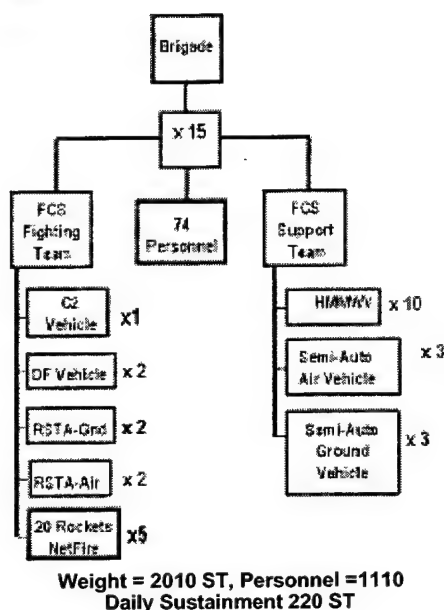 Brigade
x 15
FCS
Fighting
Team
74
Personnel
FCS
Support
Team
C2
Vehicle
x1
DF Vehicle
x 2
RSTA-Gnd
x 2
RSTA-Air
x 2
20 Rockets
NetFire
x5
HMMWV
x 10
Semi-Auto
Air Vehicle
x 3
Semi-Auto
Ground
Vehicle
x 3
Weight = 2010 ST, Personnel =1110
Daily Sustainment 220 ST